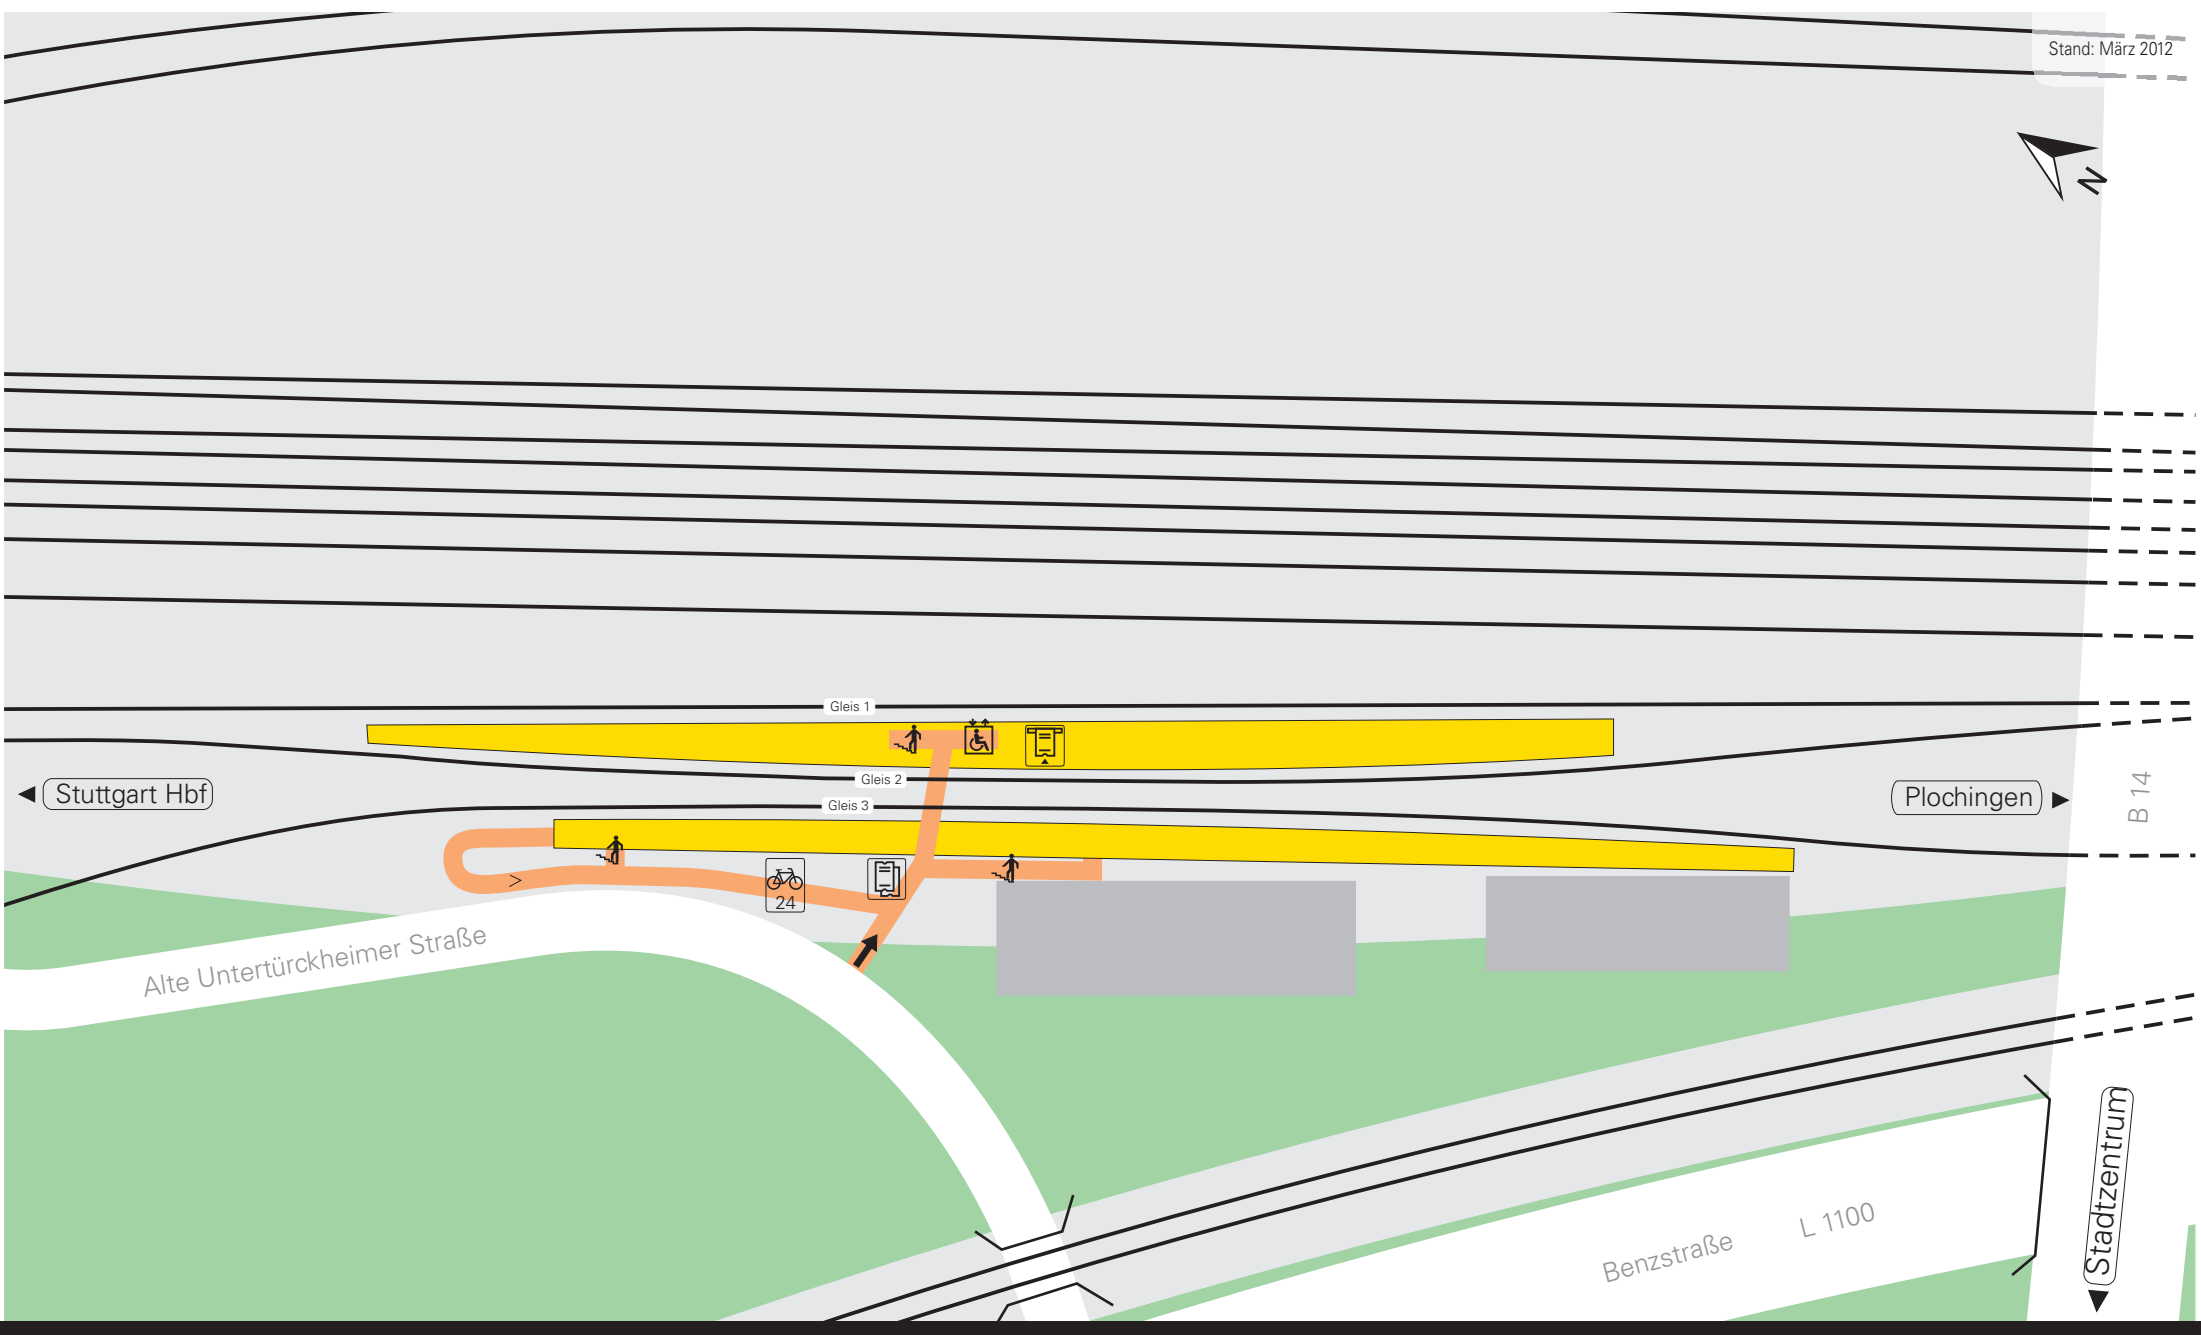 Stand: März 2012
N
Gleis 1
Gleis 2
Stuttgart Hbf
Gleis 3
Plochingen
B 14
24
Alte Untertürckheimer Straße
Stadtzentrum
L 1100
Benzstraße